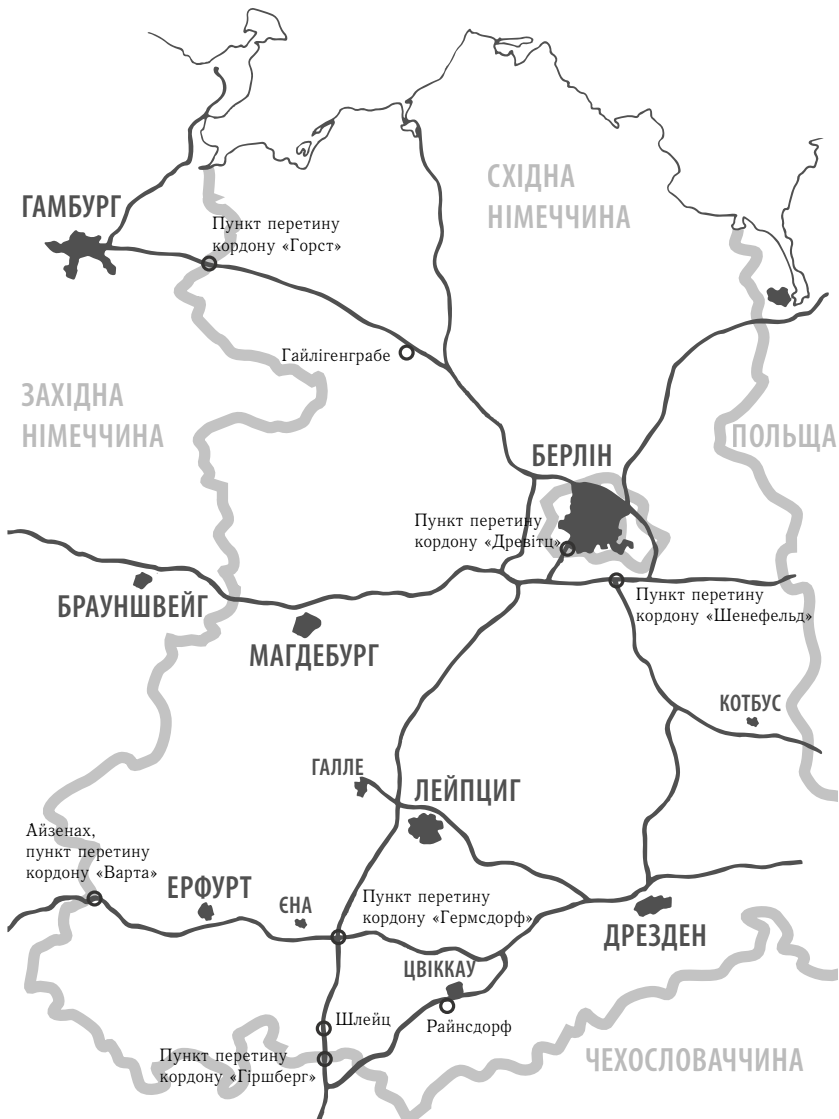 СХІДНА
НІМЕЧЧИНА
ГАМБУРГ
Пункт перетину
кордону «Горст»
Гайлігенграбе
ЗАХІДНА
НІМЕЧЧИНА
ПОЛЬЩА
БЕРЛІН
Пункт перетину
кордону «Древітц»
Пункт перетину
кордону «Шенефельд»
БРАУНШВЕЙГ
МАГДЕБУРГ
КОТБУС
ГАЛЛЕ
ЛЕЙПЦИГ
Айзенах,
пункт перетину
кордону «Варта»
ЕРФУРТ
ЄНА
Пункт перетину
кордону «Гермсдорф»
ДРЕЗДЕН
ЦВІККАУ
Шлейц
Райнсдорф
Пункт перетину
кордону «Гіршберг»
ЧЕХОСЛОВАЧЧИНА